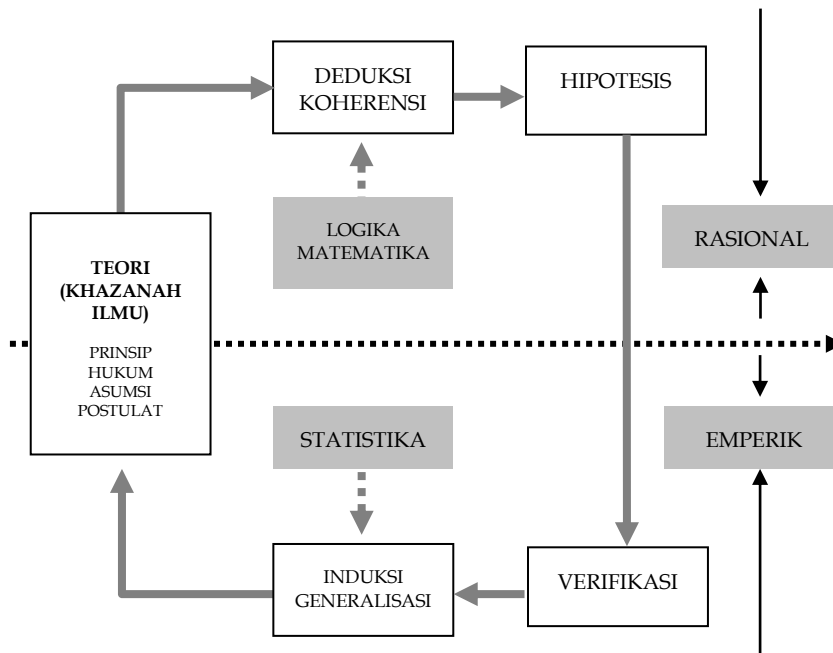 DEDUKSI
KOHERENSI
HIPOTESIS
LOGIKA
MATEMATIKA
RASIONAL
TEORI
(KHAZANAH
ILMU)
PRINSIP
HUKUM
ASUMSI
POSTULAT
STATISTIKA
EMPERIK
INDUKSI
GENERALISASI
VERIFIKASI